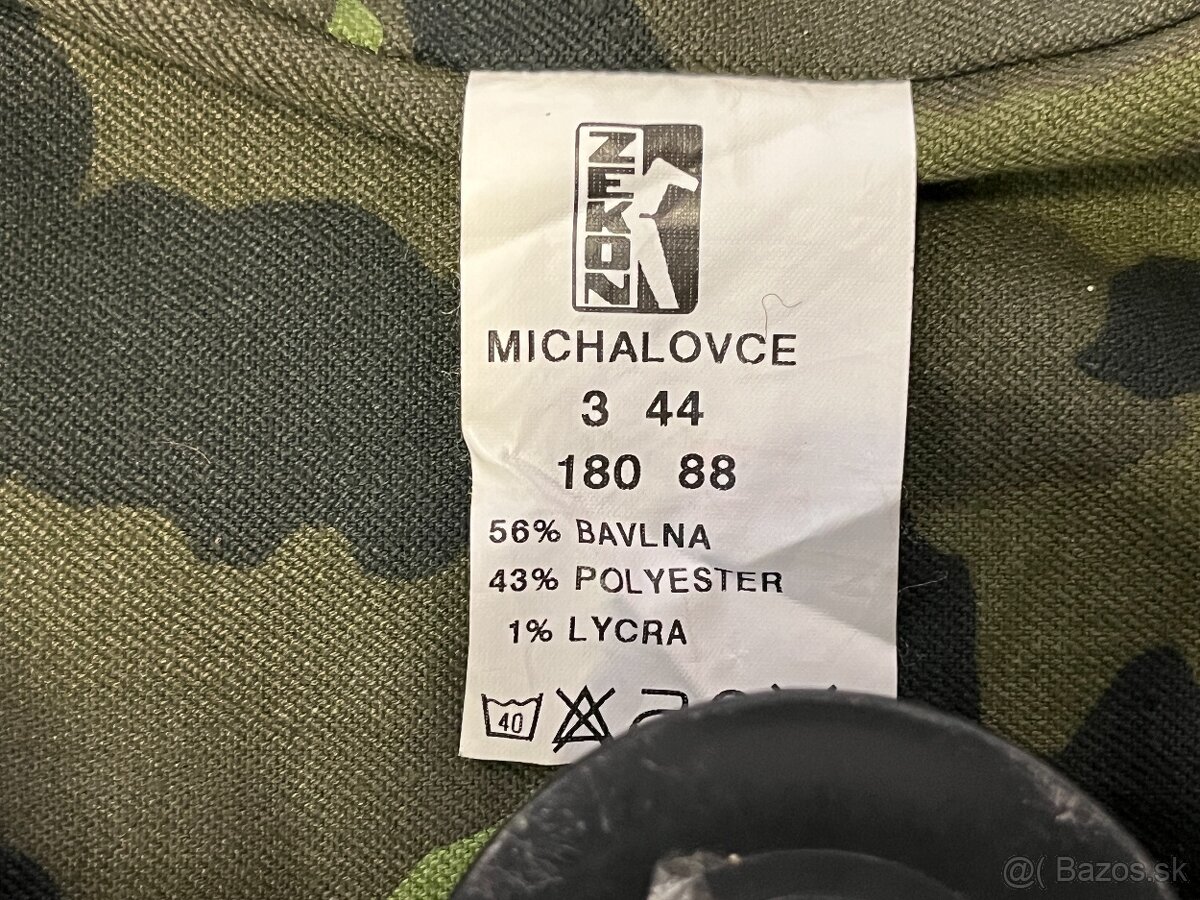 ZEKON
MICHALOVCE
3 44
180 88
56% BAVLNA
43% POLYESTER
1% LYCRA
40
@( Bazos.sk